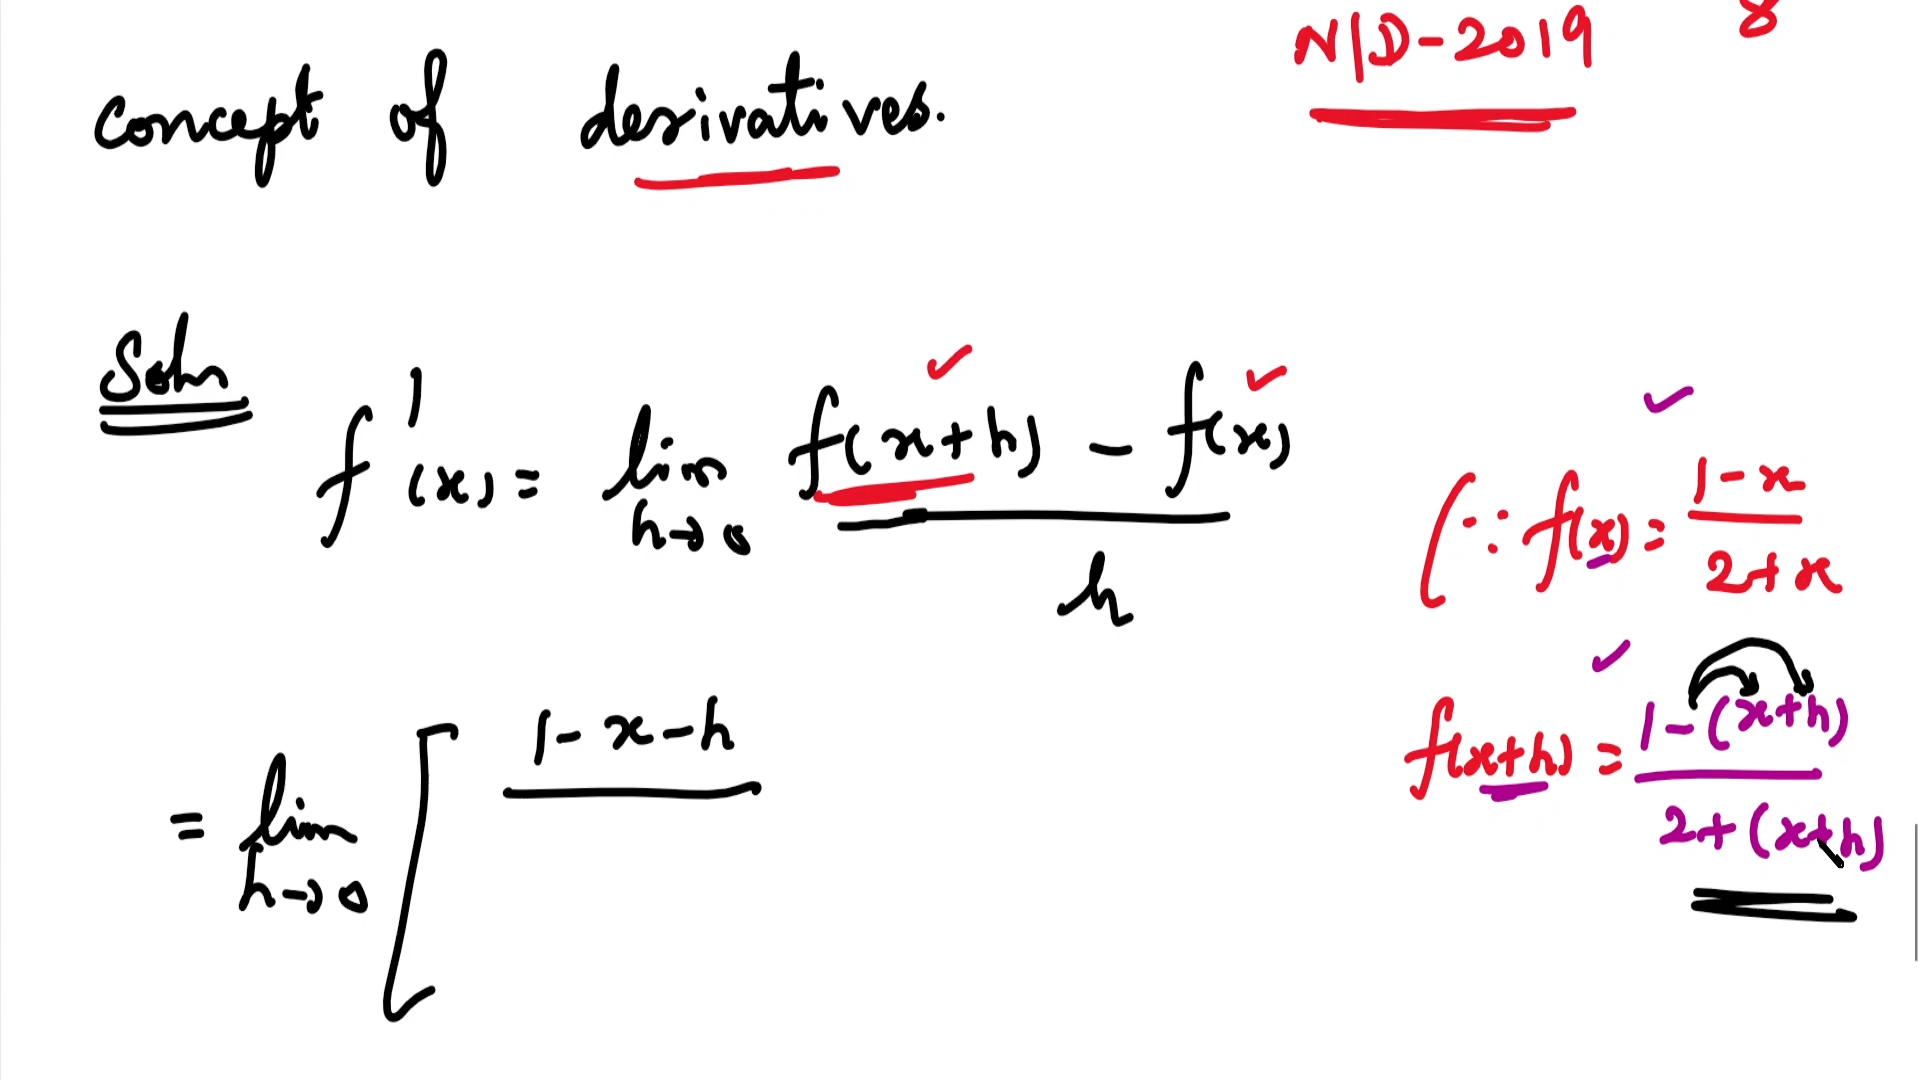 N/D-2019 8
concept of derivatives.
Soln
f'(x) = lim h→0 f(x+h) - f(x) / h
(∵ f(x) = 1-x / 2+x
f(x+h) = 1-(x+h) / 2+(x+h)
= lim h→0 [ 1-x-h